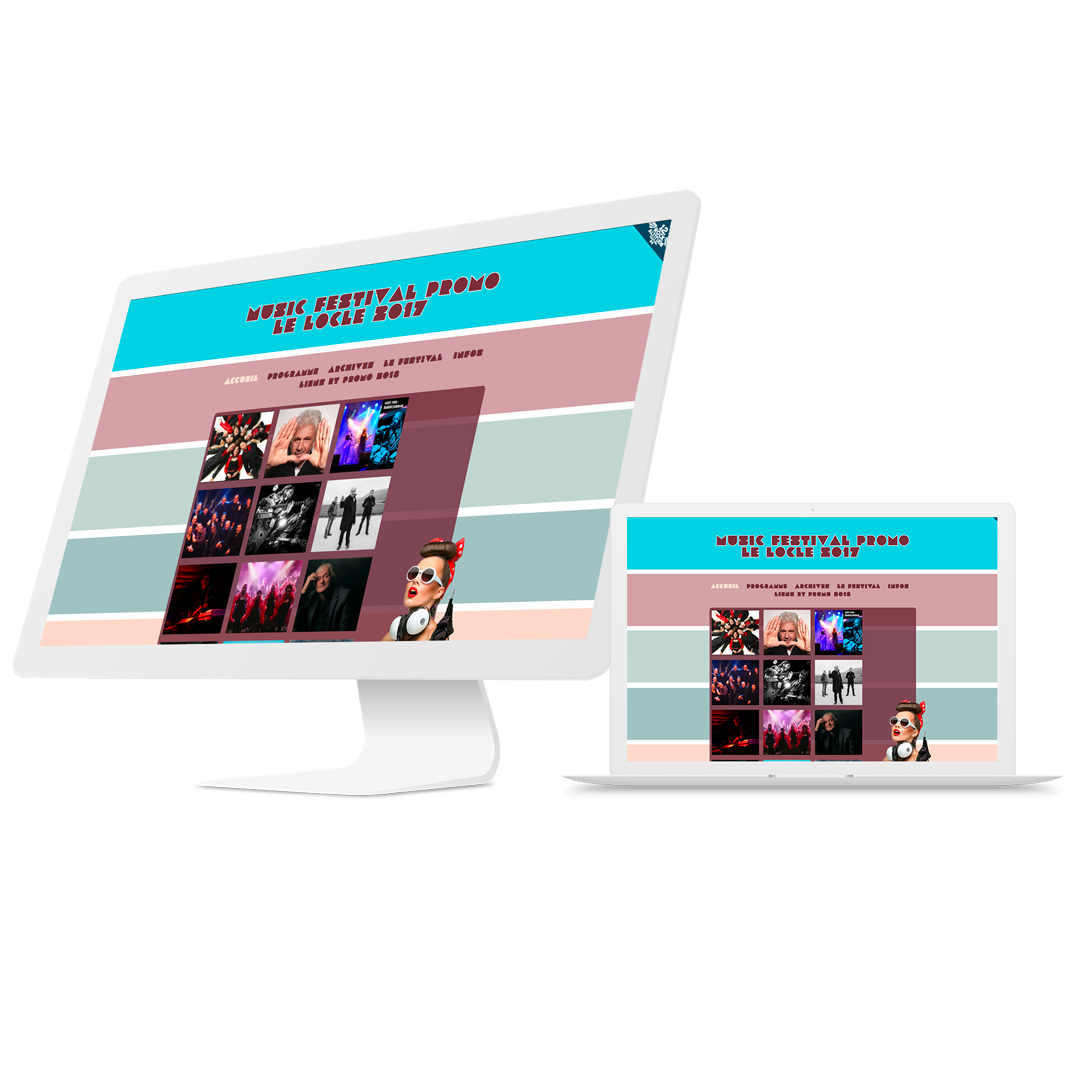 MUSIC FESTIVAL PROMO
LE LOCLE 2017
ACCUEIL PROGRAMME ARCHIVES LE FESTIVAL INFOS
LIENS ET PROMO 2018
MUSIC FESTIVAL PROMO
LE LOCLE 2017
ACCUEIL PROGRAMME ARCHIVES LE FESTIVAL INFOS
LIENS ET PROMO 2018